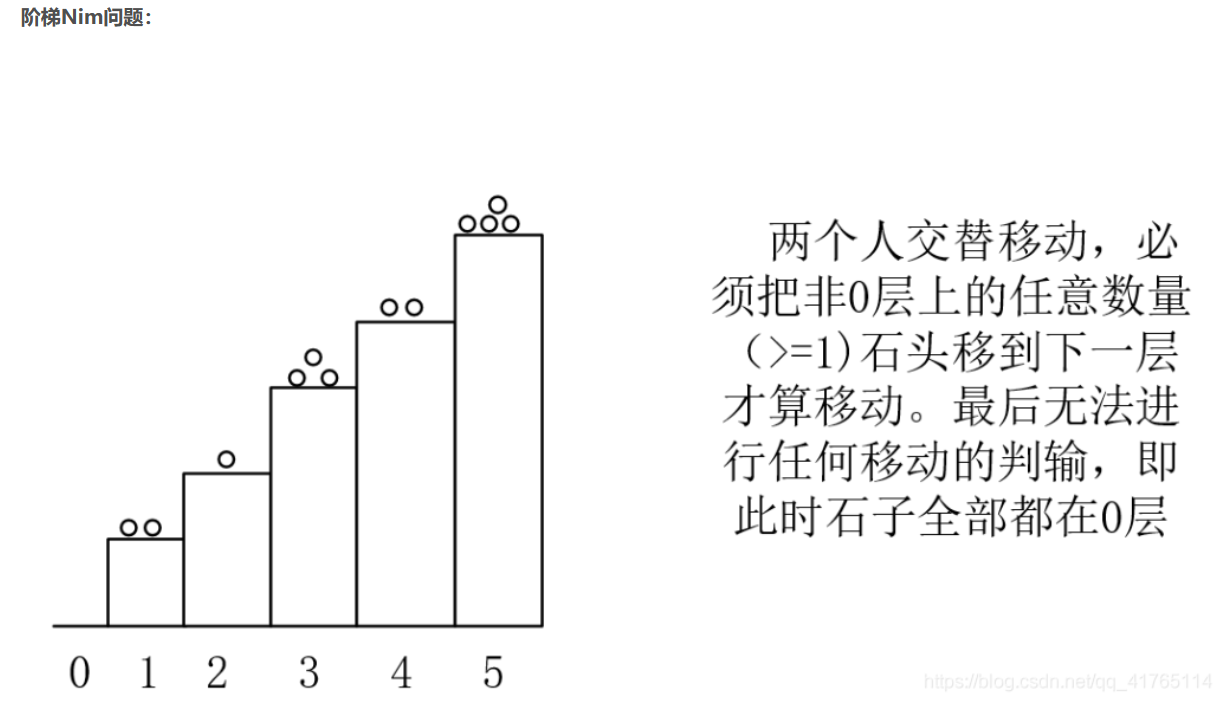 阶梯Nim问题：
两个人交替移动，必
须把非0层上的任意数量
（>=1)石头移到下一层
才算移动。最后无法进
行任何移动的判输，即
此时石子全部都在0层
0 1 2 3 4 5
https://blog.csdn.net/qq_41765114